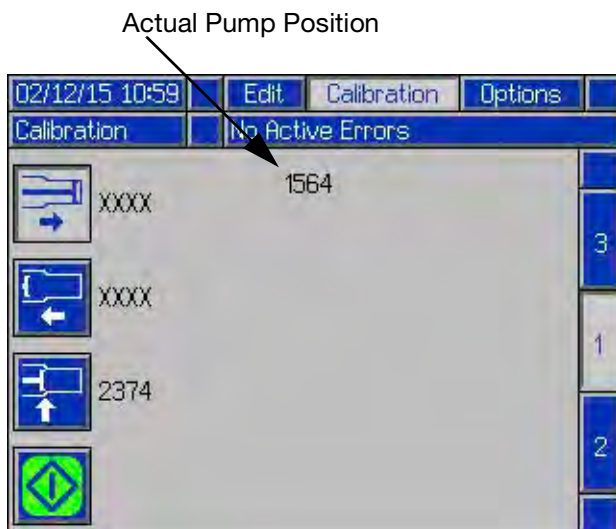 Actual Pump Position
02/12/15 10:59 Edit Calibration Options
Calibration No Active Errors
1564
XXXX
3
XXXX
1
2374
2